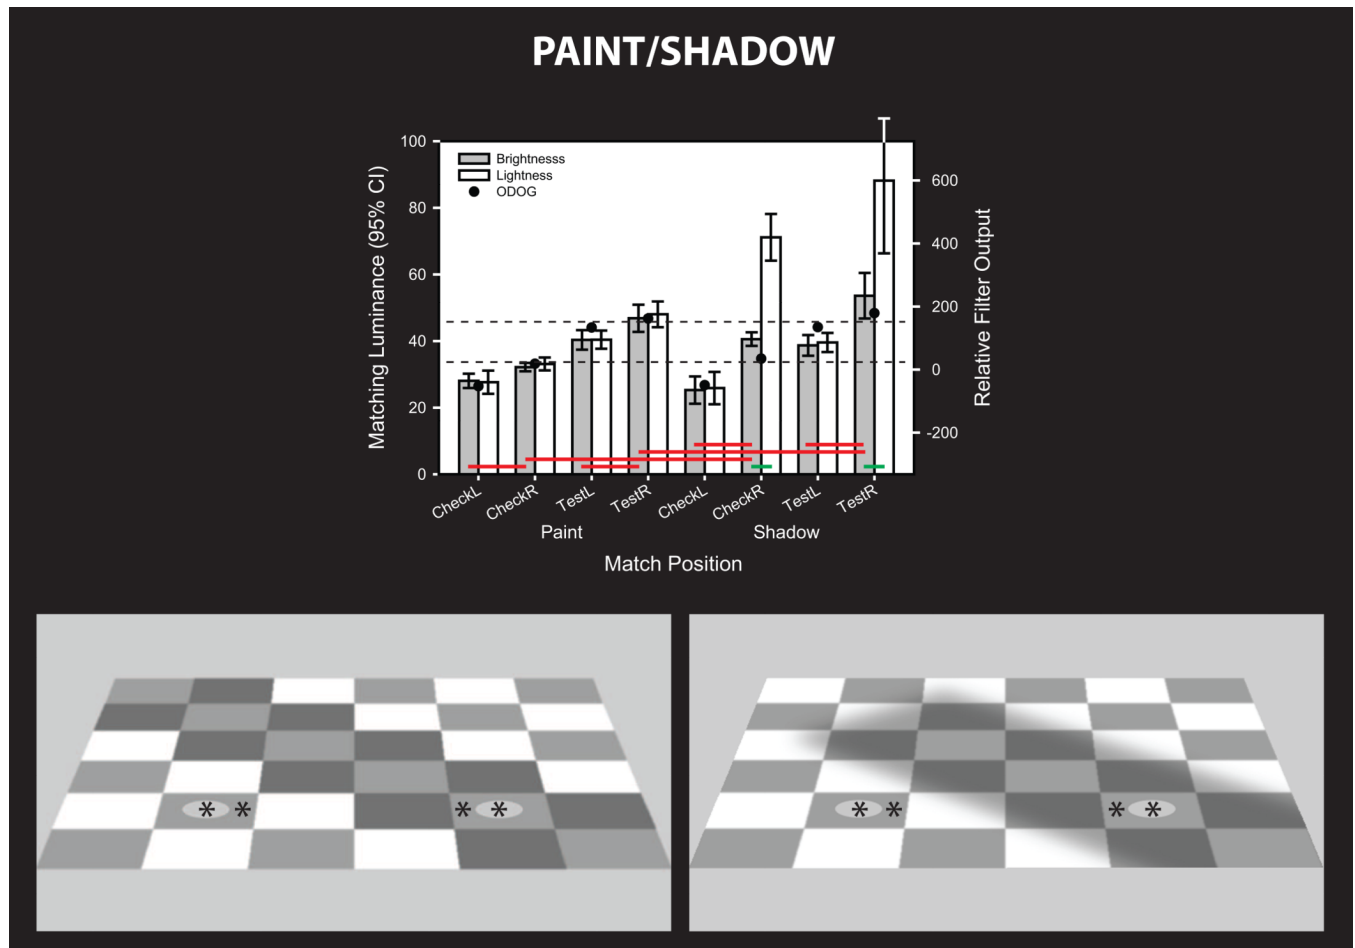 PAINT/SHADOW
Matching Luminance (95% CI)
100
80
60
40
20
0
Brightnesss
Lightness
ODOG
600
400
200
0
-200
Relative Filter Output
CheckL CheckR TestL TestR CheckL CheckR TestL TestR
Paint Shadow
Match Position
* * * * * * * *